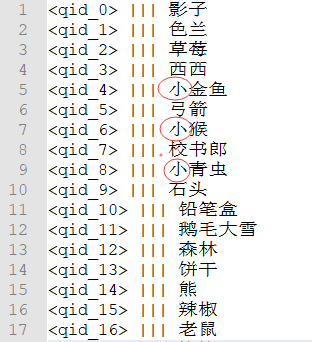 1 <qid_0> ||| 影子
2 <qid_1> ||| 色兰
3 <qid_2> ||| 草莓
4 <qid_3> ||| 西西
5 <qid_4> ||| 小金鱼
6 <qid_5> ||| 弓箭
7 <qid_6> ||| 小猴
8 <qid_7> ||| 校书郎
9 <qid_8> ||| 小青虫
10 <qid_9> ||| 石头
11 <qid_10> ||| 铅笔盒
12 <qid_11> ||| 鹅毛大雪
13 <qid_12> ||| 森林
14 <qid_13> ||| 饼干
15 <qid_14> ||| 熊
16 <qid_15> ||| 辣椒
17 <qid_16> ||| 老鼠